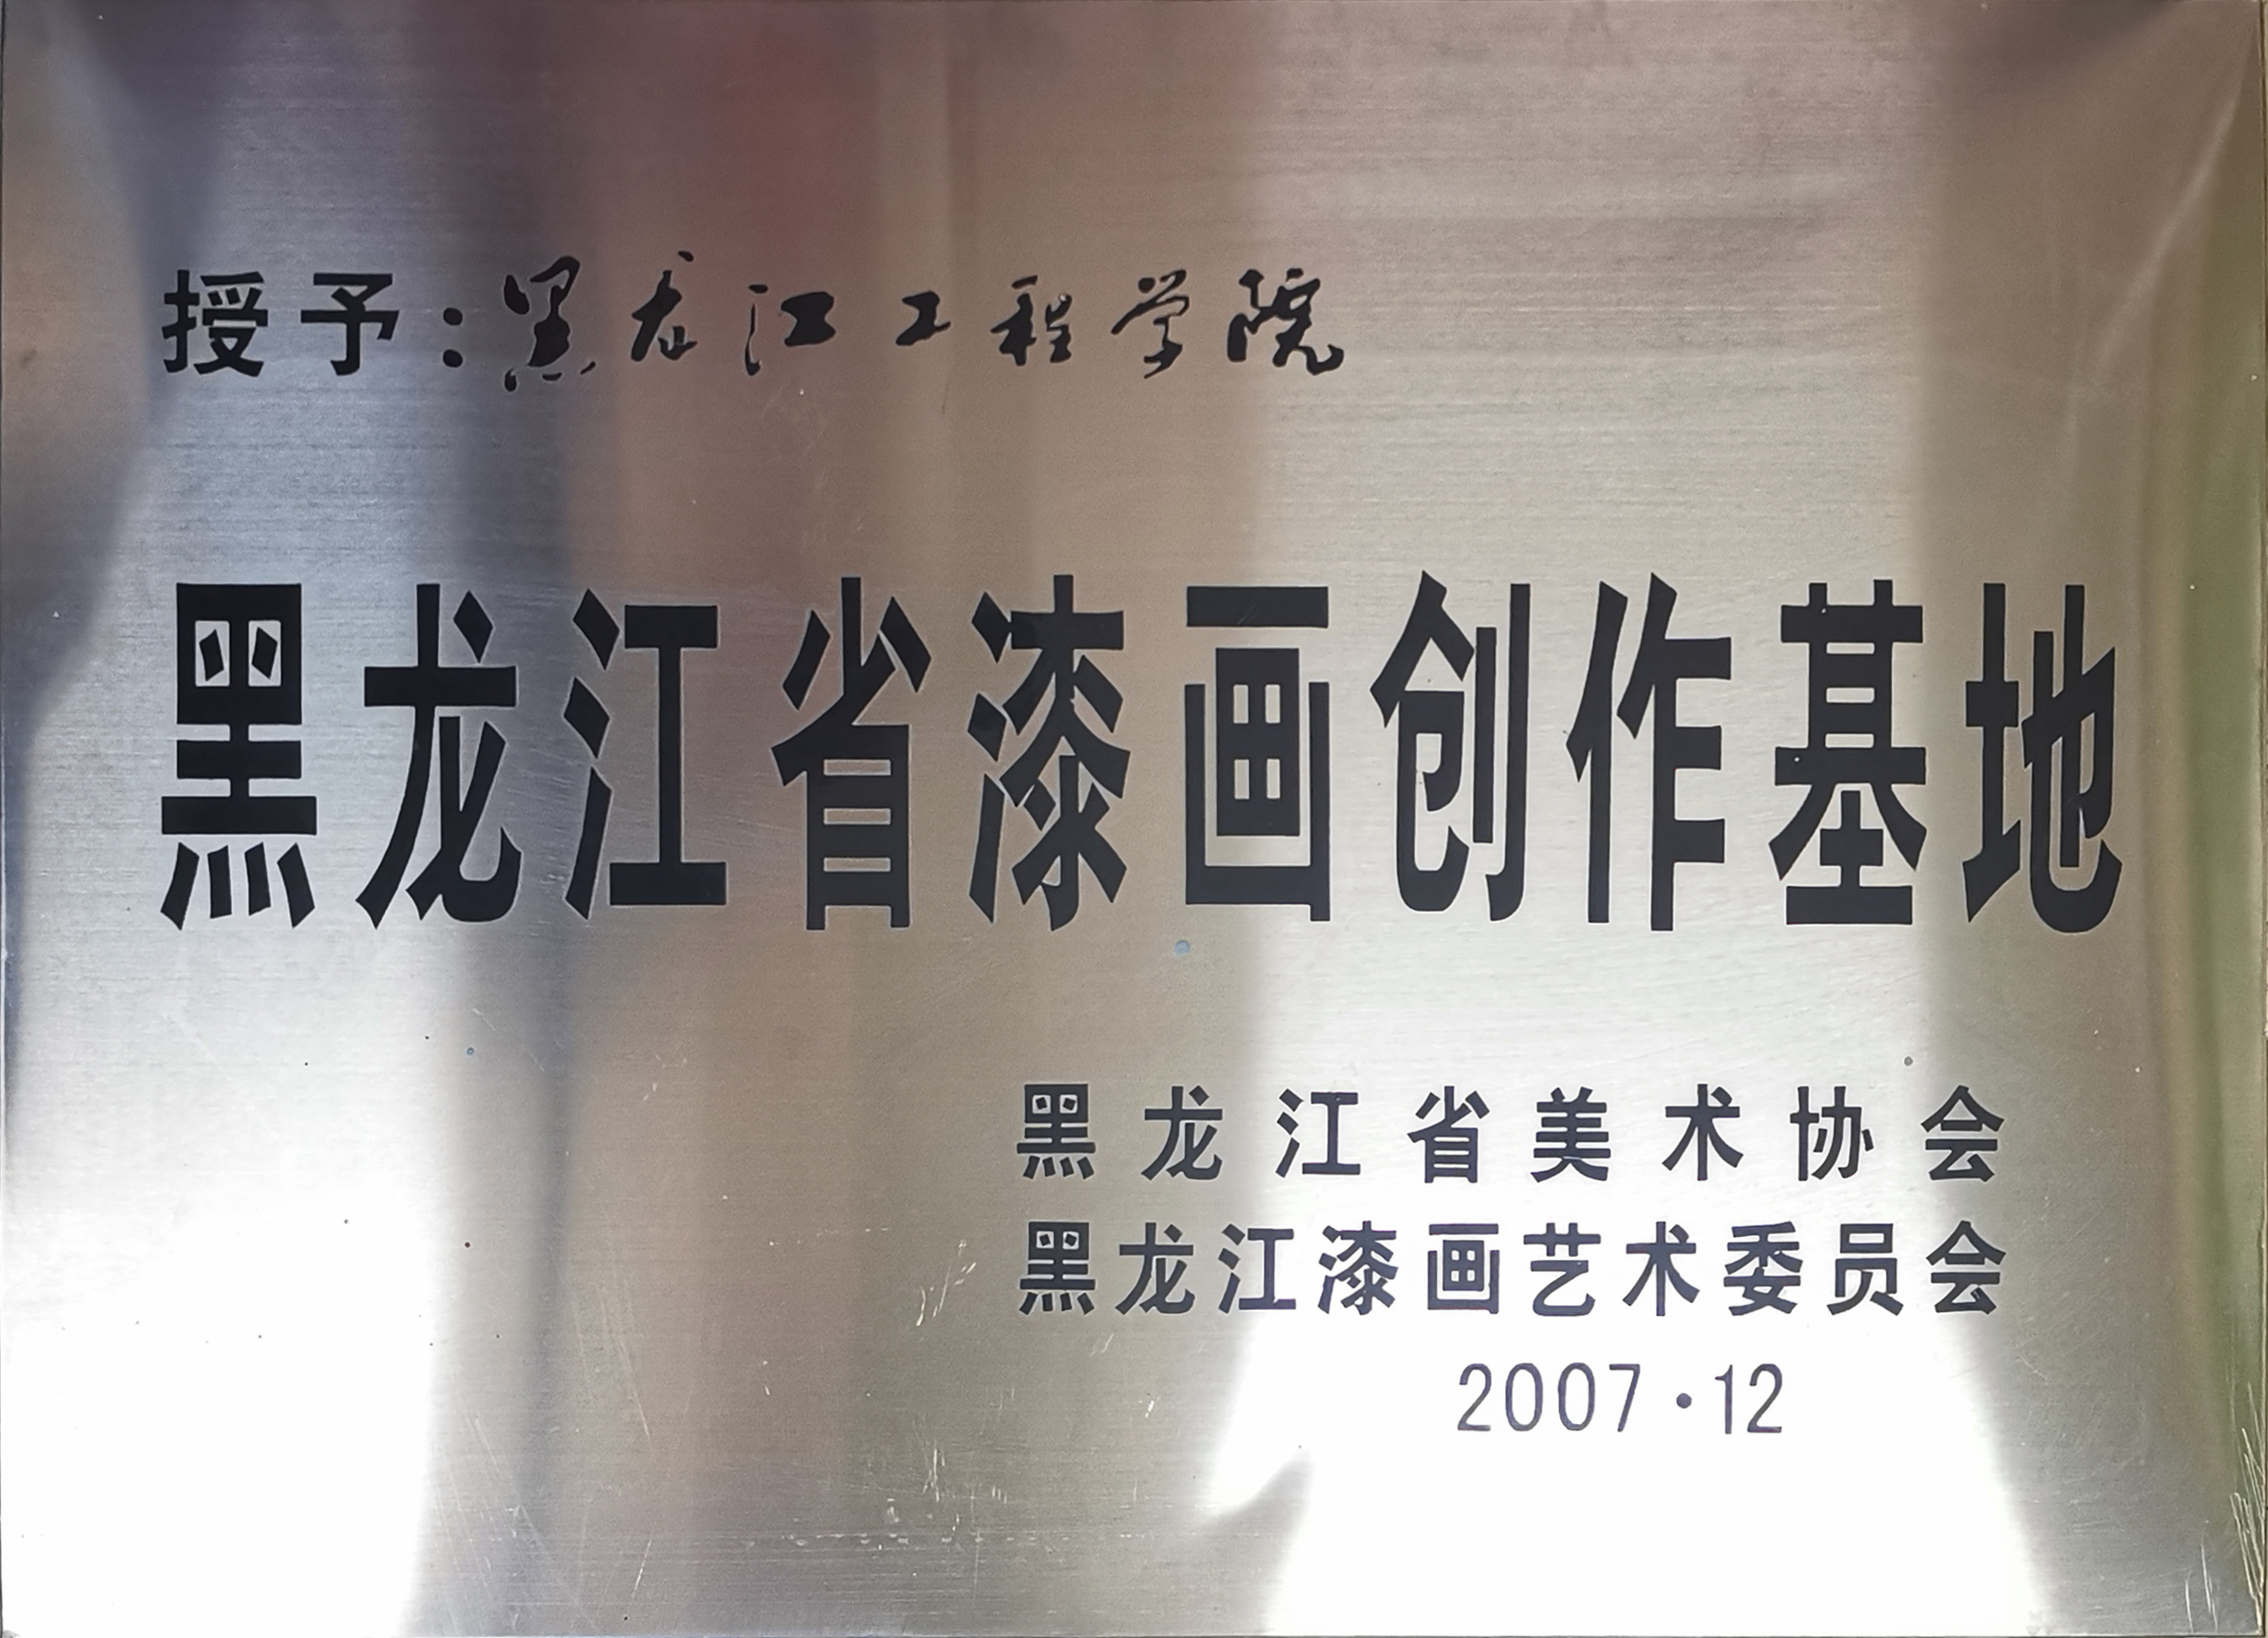 授予：黑龙江工程学院
黑龙江省漆画创作基地
黑龙江省美术协会
黑龙江漆画艺术委员会
2007·12